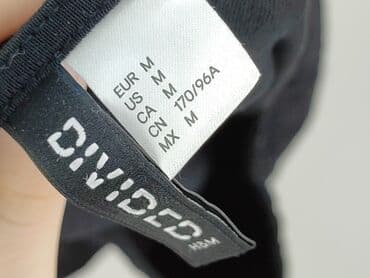 EUR M
US M
CA M
CN 170/96A
MX M
DIVIDED
H&M